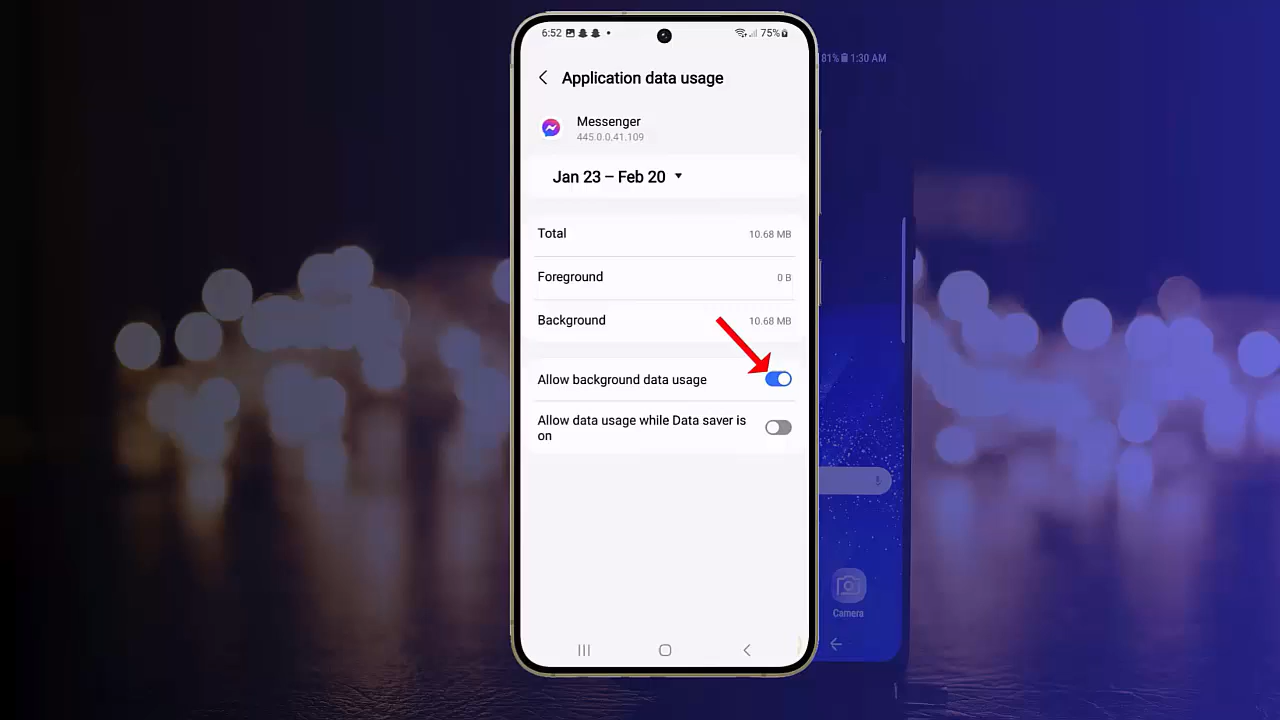 6:52
75%
81% 1:30 AM
Application data usage
Messenger
445.0.0.41.109
Jan 23 – Feb 20
Total
10.68 MB
Foreground
0 B
Background
10.68 MB
Allow background data usage
Allow data usage while Data saver is
on
Camera